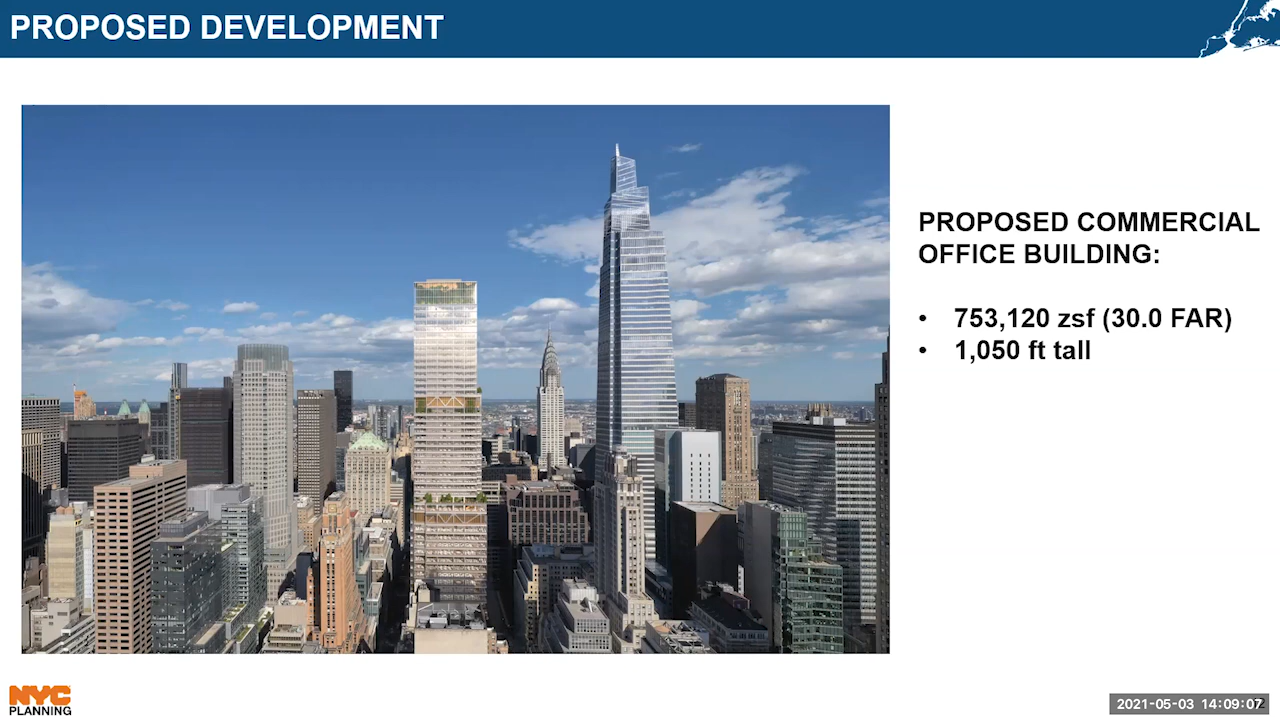 PROPOSED DEVELOPMENT
PROPOSED COMMERCIAL
OFFICE BUILDING:
• 753,120 zsf (30.0 FAR)
• 1,050 ft tall
NYC
PLANNING
2021-05-03 14:09:07